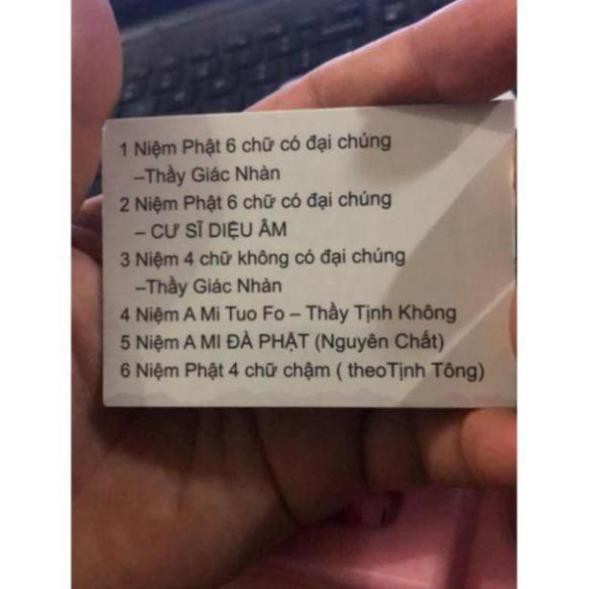 1 Niệm Phật 6 chữ có đại chúng
–Thầy Giác Nhàn
2 Niệm Phật 6 chữ có đại chúng
– CƯ SĨ DIỆU ÂM
3 Niệm 4 chữ không có đại chúng
–Thầy Giác Nhàn
4 Niệm A Mi Tuo Fo – Thầy Tịnh Không
5 Niệm A MI ĐÀ PHẬT (Nguyên Chất)
6 Niệm Phật 4 chữ chậm ( theoTịnh Tông)